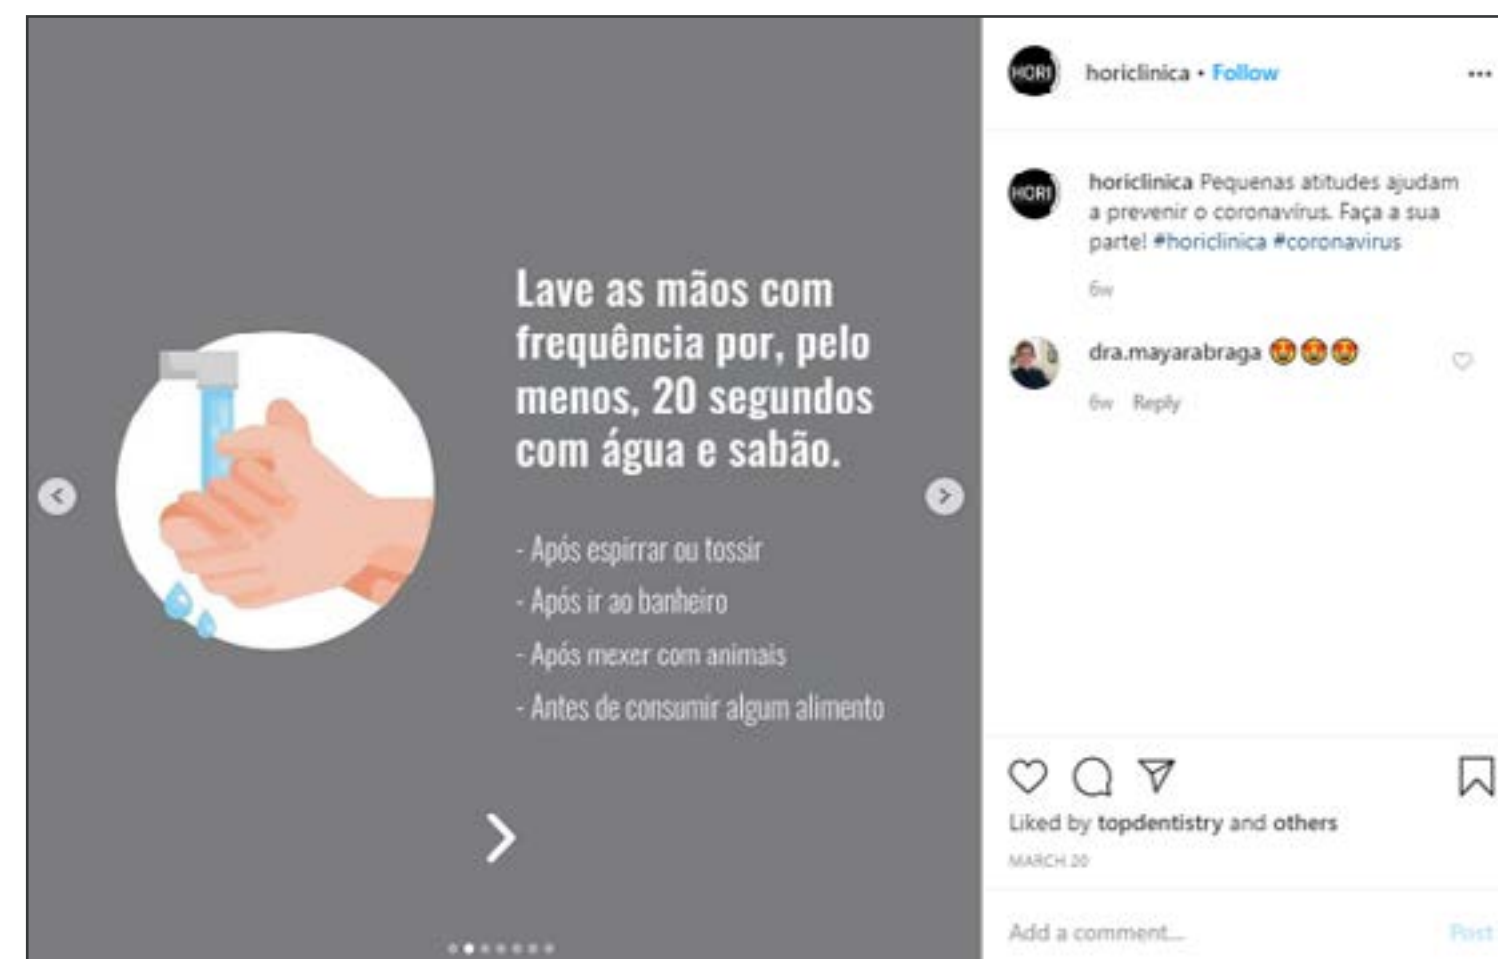 Lave as mãos com
frequência por, pelo
menos, 20 segundos
com água e sabão.
- Após espirrar ou tossir
- Após ir ao banheiro
- Após mexer com animais
- Antes de consumir algum alimento
HORI
horiclinica • Follow
HORI
horiclinica Pequenas atitudes ajudam
a prevenir o coronavírus. Faça a sua
parte! #horiclinica #coronavirus
6w
dra.mayarabraga 😍😍😍
6w Reply
Liked by topdentistry and others
MARCH 20
Add a comment...
Post